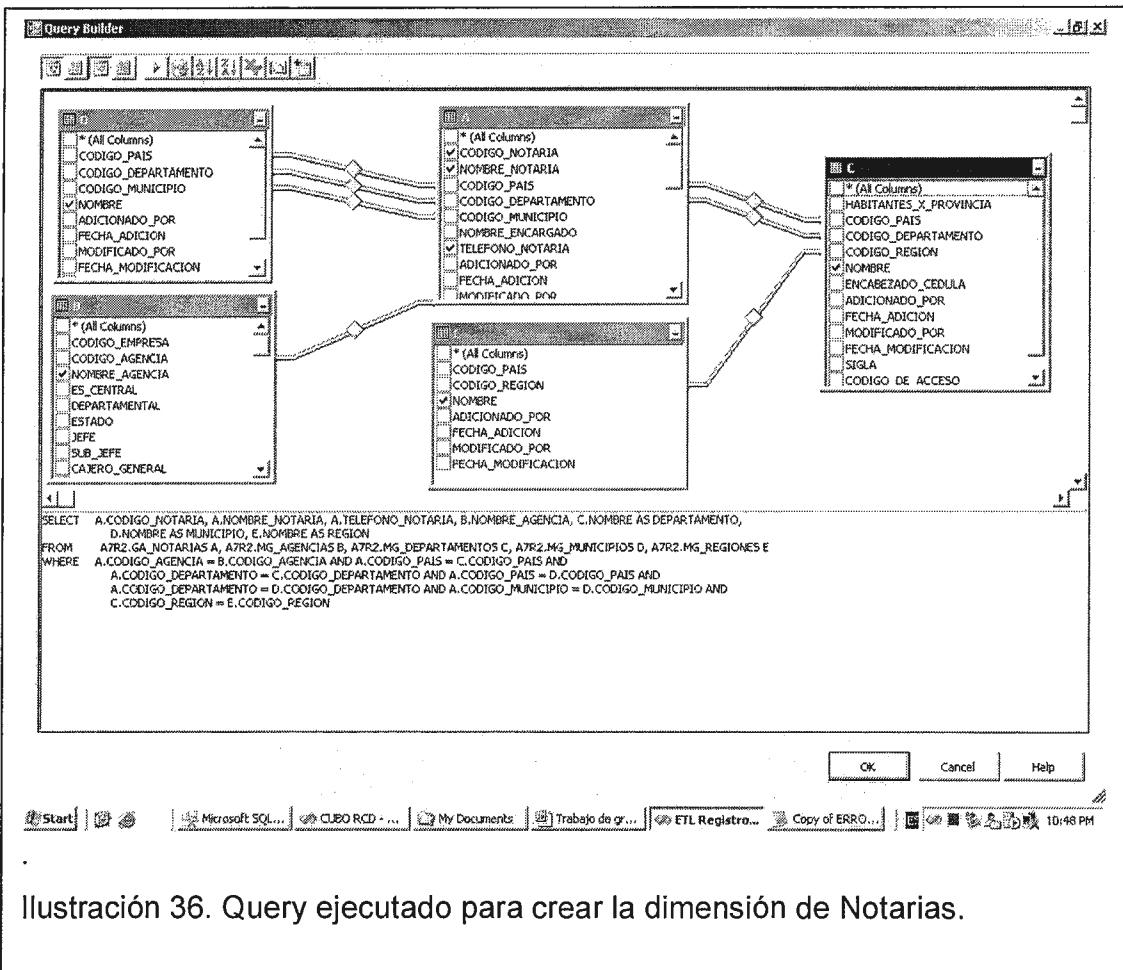 Query Builder
D
* (All Columns)
CODIGO_PAIS
CODIGO_DEPARTAMENTO
CODIGO_MUNICIPIO
NOMBRE
ADICIONADO_POR
FECHA_ADICION
MODIFICADO_POR
FECHA_MODIFICACION
* (All Columns)
CODIGO_EMPRESA
CODIGO_AGENCIA
NOMBRE_AGENCIA
ES_CENTRAL
DEPARTAMENTAL
ESTADO
JEFE
SUB_JEFE
CAJERO_GENERAL
A
* (All Columns)
CODIGO_NOTARIA
NOMBRE_NOTARIA
CODIGO_PAIS
CODIGO_DEPARTAMENTO
CODIGO_MUNICIPIO
NOMBRE_ENCARGADO
TELEFONO_NOTARIA
ADICIONADO_POR
FECHA_ADICION
MODIFICADO_POR
* (All Columns)
CODIGO_PAIS
CODIGO_REGION
NOMBRE
ADICIONADO_POR
FECHA_ADICION
MODIFICADO_POR
FECHA_MODIFICACION
C
* (All Columns)
HABITANTES_X_PROVINCIA
CODIGO_PAIS
CODIGO_DEPARTAMENTO
CODIGO_REGION
NOMBRE
ENCABEZADO_CEDULA
ADICIONADO_POR
FECHA_ADICION
MODIFICADO_POR
FECHA_MODIFICACION
SIGLA
CODIGO_DE_ACCESO
SELECT A.CODIGO_NOTARIA, A.NOMBRE_NOTARIA, A.TELEFONO_NOTARIA, B.NOMBRE_AGENCIA, C.NOMBRE AS DEPARTAMENTO,
D.NOMBRE AS MUNICIPIO, E.NOMBRE AS REGION
FROM A7R2.GA_NOTARIAS A, A7R2.MG_AGENCIAS B, A7R2.MG_DEPARTAMENTOS C, A7R2.MG_MUNICIPIOS D, A7R2.MG_REGIONES E
WHERE A.CODIGO_AGENCIA = B.CODIGO_AGENCIA AND A.CODIGO_PAIS = C.CODIGO_PAIS AND
A.CODIGO_DEPARTAMENTO = C.CODIGO_DEPARTAMENTO AND A.CODIGO_PAIS = D.CODIGO_PAIS AND
A.CODIGO_DEPARTAMENTO = D.CODIGO_DEPARTAMENTO AND A.CODIGO_MUNICIPIO = D.CODIGO_MUNICIPIO AND
C.CODIGO_REGION = E.CODIGO_REGION
OK Cancel Help
Start Microsoft SQL... CUBO RCD - ... My Documents Trabajo de gr... ETL Registro... Copy of ERRO... 10:48 PM
.
Ilustración 36. Query ejecutado para crear la dimensión de Notarias.